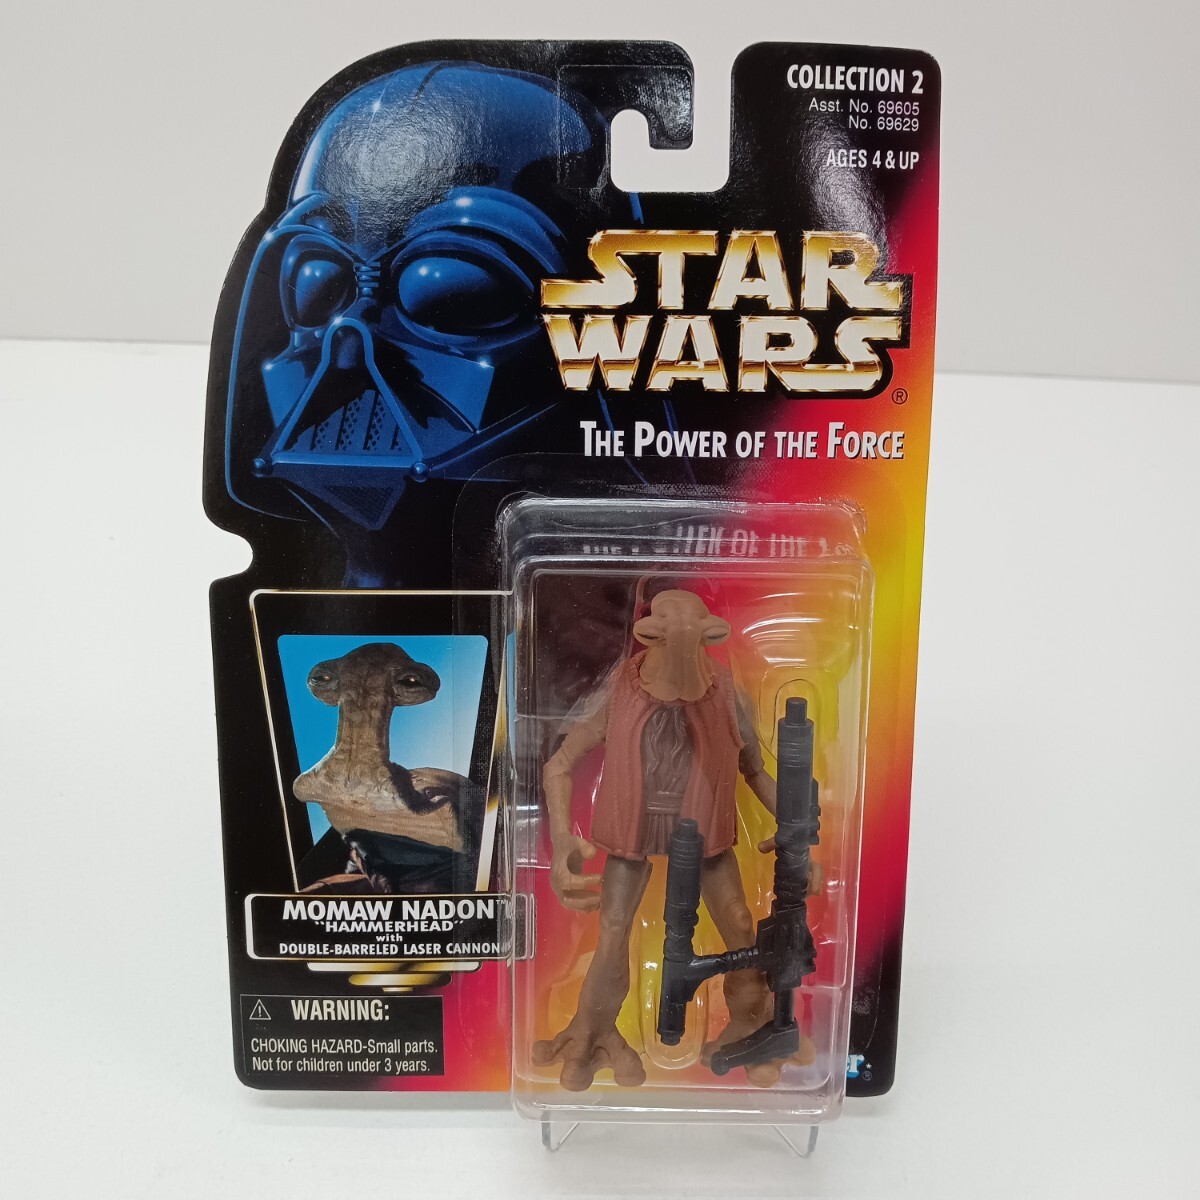 COLLECTION 2
Asst. No. 69605
No. 69629
AGES 4 & UP
STAR
WARS
®
THE POWER OF THE FORCE
MOMAW NADON™
"HAMMERHEAD"
with
DOUBLE-BARRELED LASER CANNON
⚠ WARNING:
CHOKING HAZARD-Small parts.
Not for children under 3 years.